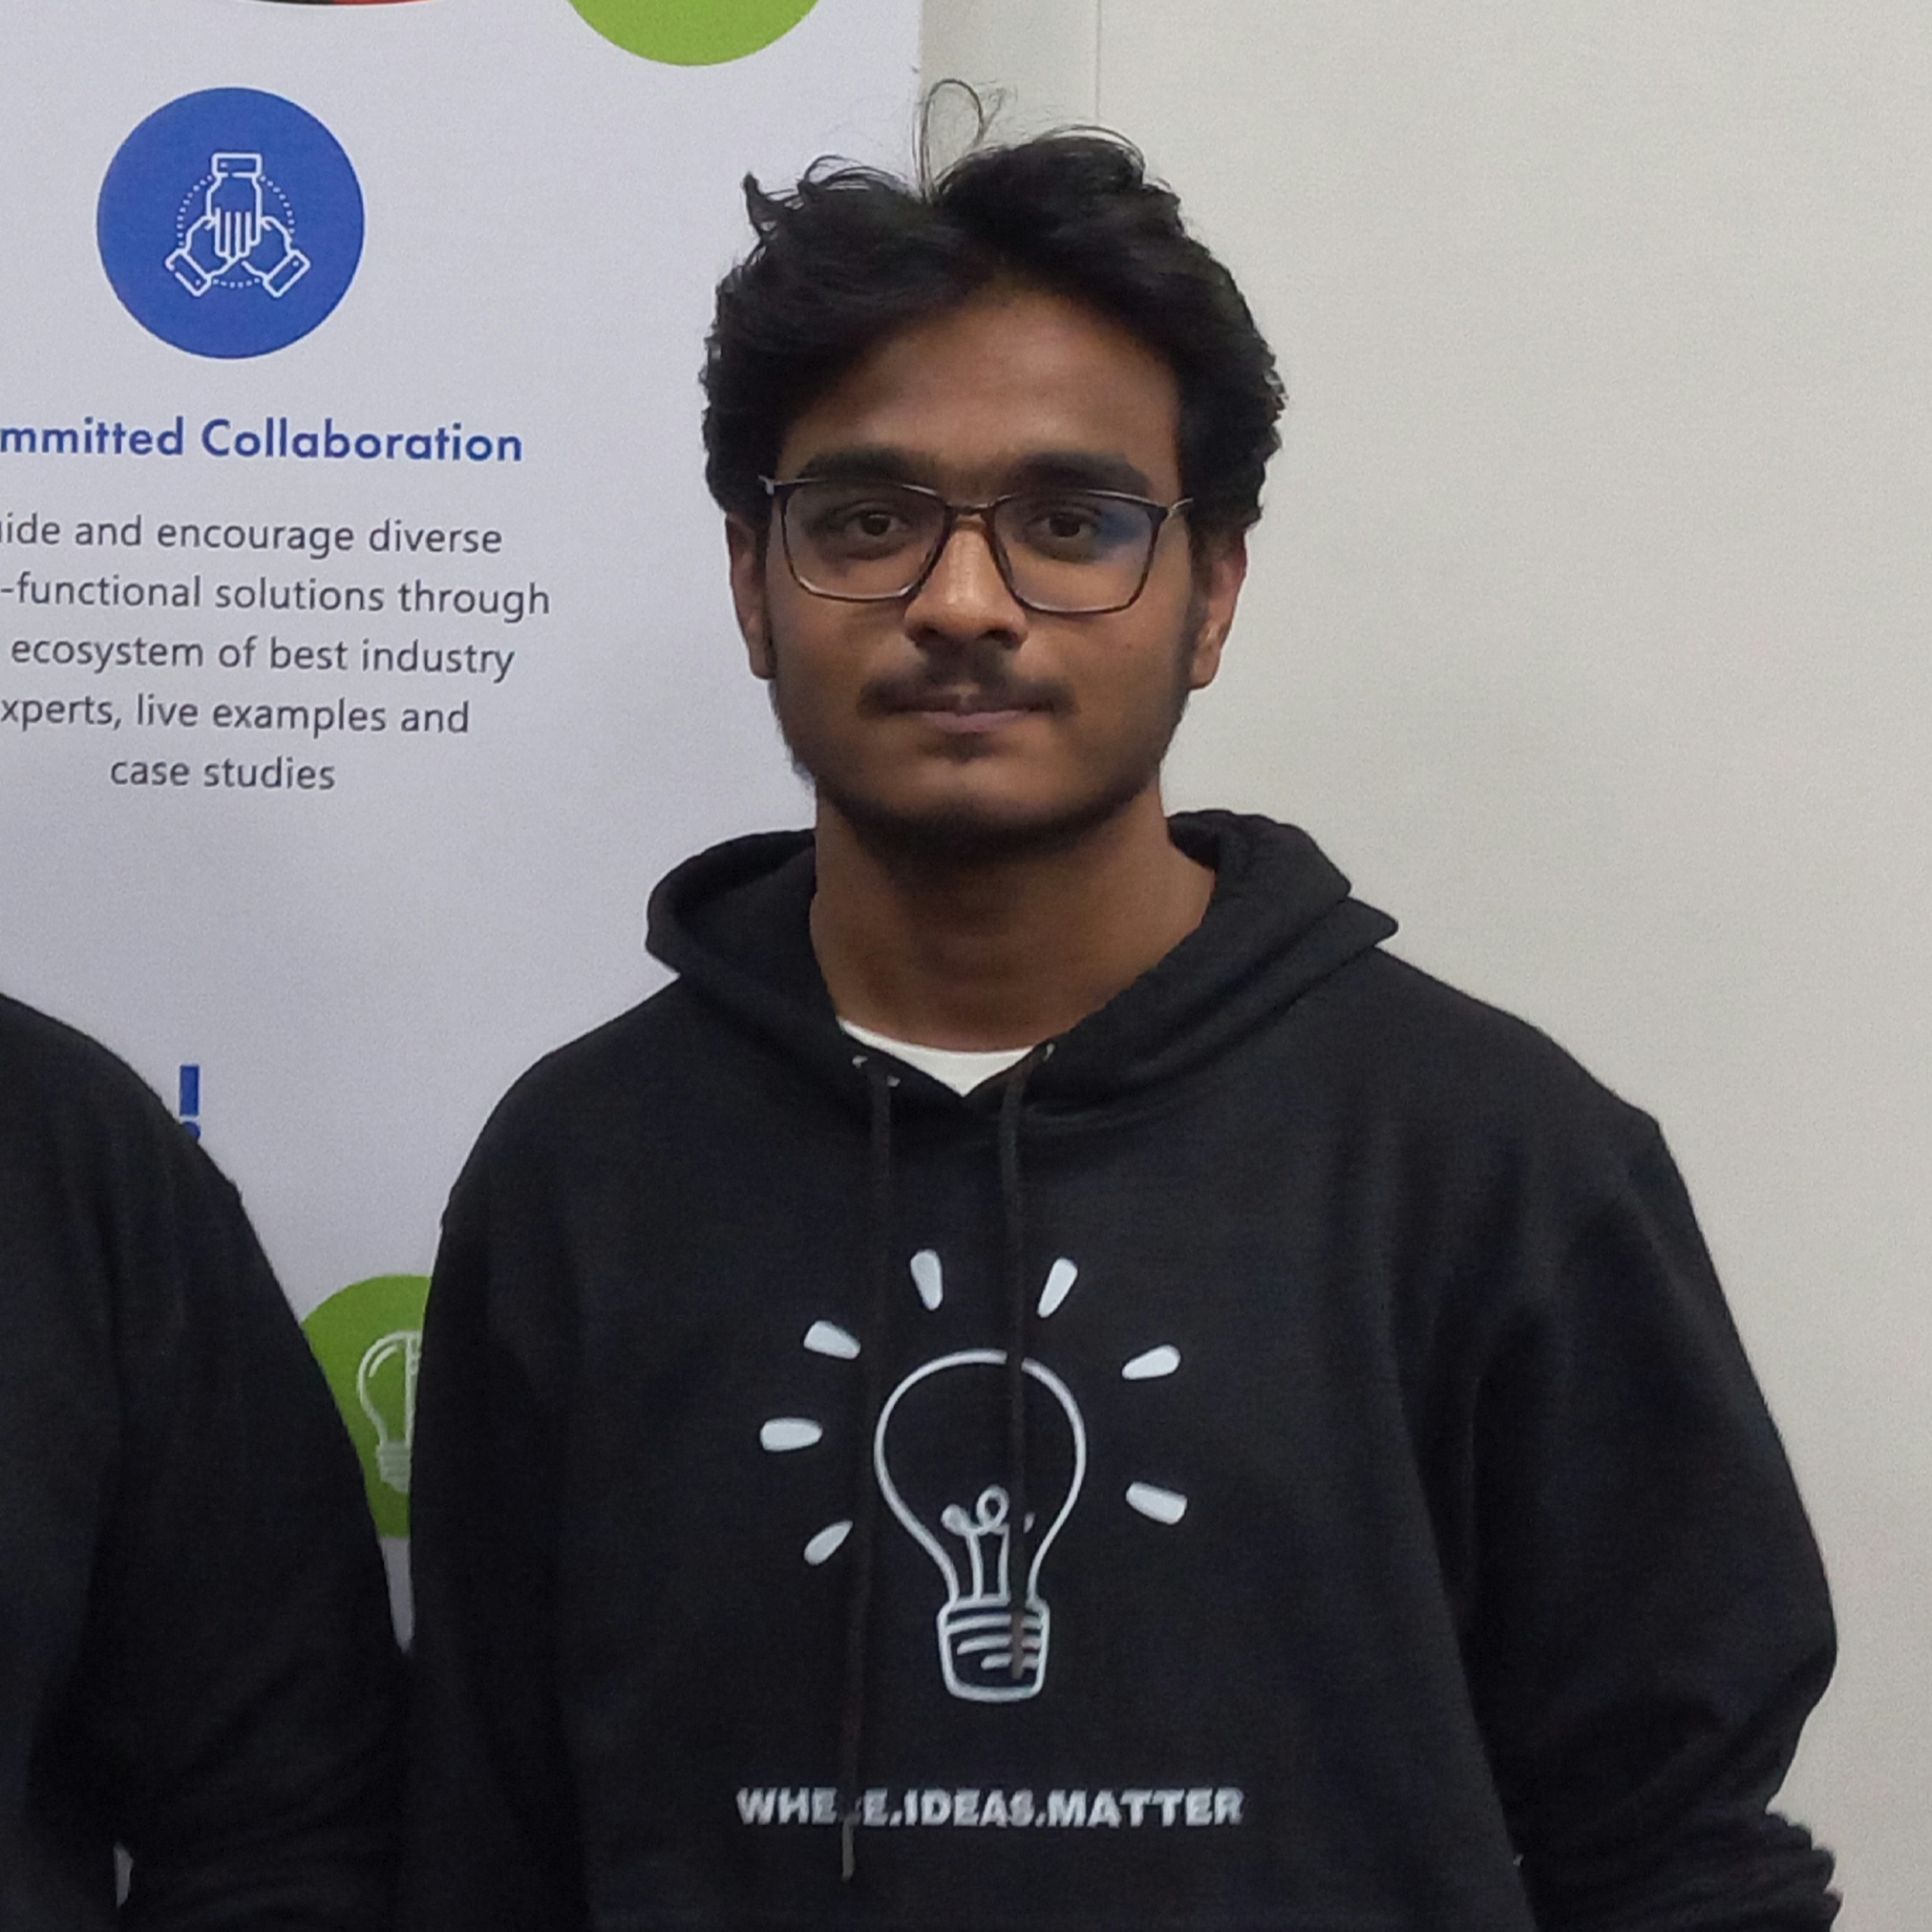 mmitted Collaboration
ide and encourage diverse
-functional solutions through
ecosystem of best industry
xperts, live examples and
case studies
!
WHERE.IDEAS.MATTER